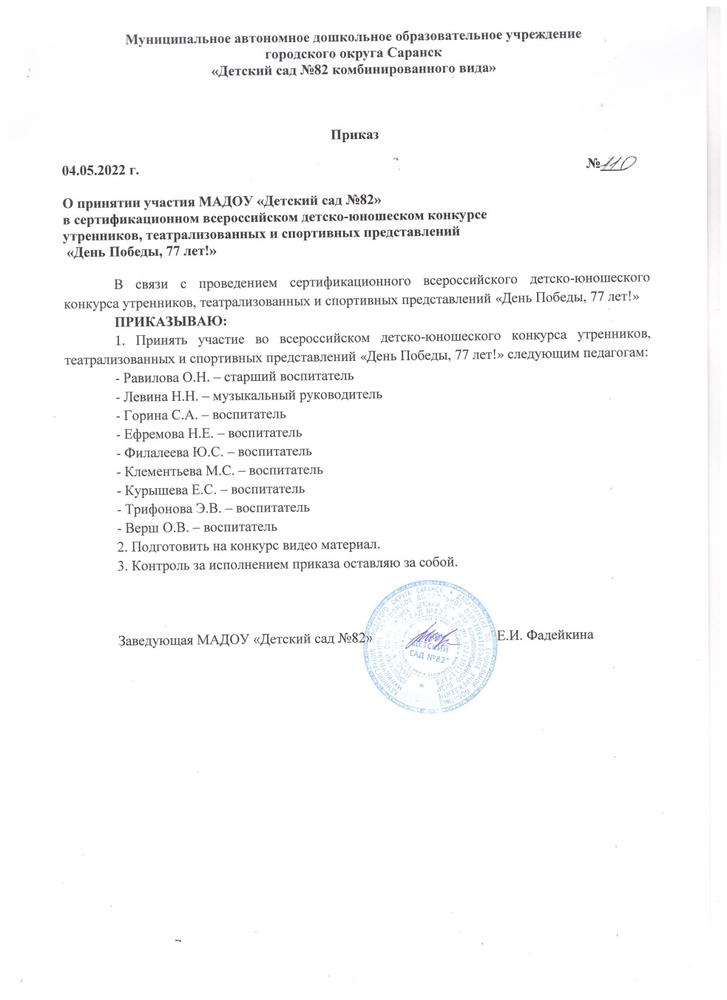 Муниципальное автономное дошкольное образовательное учреждение
городского округа Саранск
«Детский сад №82 комбинированного вида»
Приказ
04.05.2022 г.
№ 110
О принятии участия МАДОУ «Детский сад №82»
в сертификационном всероссийском детско-юношеском конкурсе
утренников, театрализованных и спортивных представлений
«День Победы, 77 лет!»
В связи с проведением сертификационного всероссийского детско-юношеского
конкурса утренников, театрализованных и спортивных представлений «День Победы, 77 лет!»
ПРИКАЗЫВАЮ:
1. Принять участие во всероссийском детско-юношеского конкурса утренников,
театрализованных и спортивных представлений «День Победы, 77 лет!» следующим педагогам:
- Равилова О.Н. – старший воспитатель
- Левина Н.Н. – музыкальный руководитель
- Горина С.А. – воспитатель
- Ефремова Н.Е. – воспитатель
- Филалеева Ю.С. – воспитатель
- Клементьева М.С. – воспитатель
- Курышева Е.С. – воспитатель
- Трифонова Э.В. – воспитатель
- Верш О.В. – воспитатель
2. Подготовить на конкурс видео материал.
3. Контроль за исполнением приказа оставляю за собой.
Заведующая МАДОУ «Детский сад №82»
Е.И. Фадейкина
"ДЕТСКИЙ
САД №82"